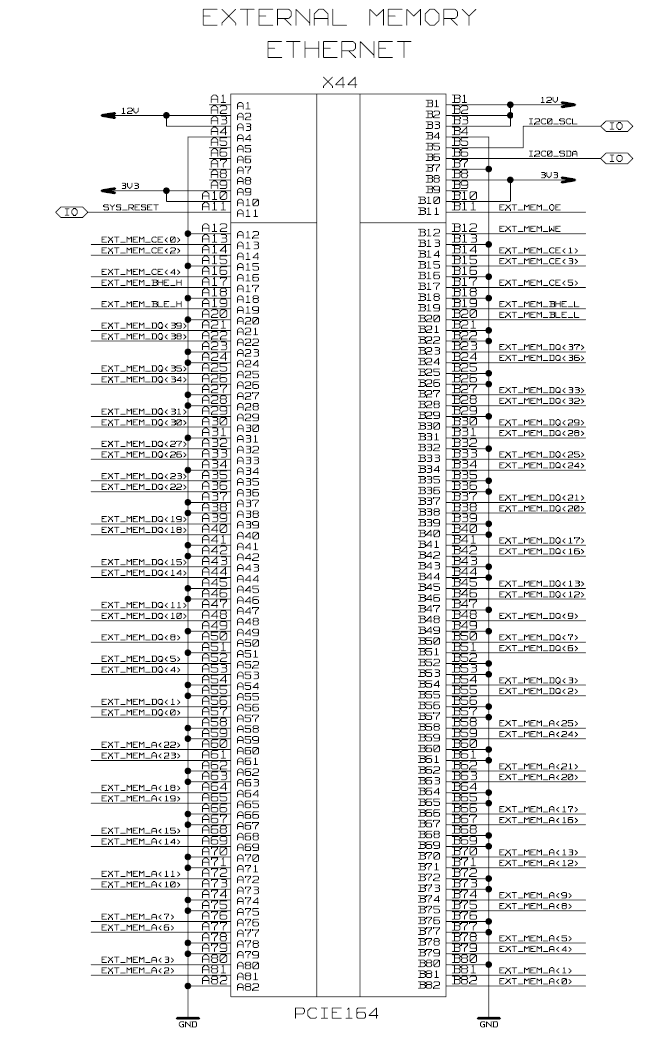 EXTERNAL MEMORY
ETHERNET
X44
A1 A1 B1 B1 12V
12V A2 A2 B2 B2
A3 A3 B3 B3 I2C0_SCL IO
A4 A4 B4 B4
A5 A5 B5 B5
A6 A6 B6 B6 I2C0_SDA IO
A7 A7 B7 B7
A8 A8 B8 B8 3V3
3V3 A9 A9 B9 B9
A10 A10 B10 B10
IO SYS_RESET A11 A11 B11 B11 EXT_MEM_OE
A12 A12 B12 B12 EXT_MEM_WE
EXT_MEM_CE<0> A13 A13 B13 B13
EXT_MEM_CE<2> A14 A14 B14 B14 EXT_MEM_CE<1>
A15 A15 B15 B15 EXT_MEM_CE<3>
EXT_MEM_CE<4> A16 A16 B16 B16
EXT_MEM_BHE_H A17 A17 B17 B17 EXT_MEM_CE<5>
A18 A18 B18 B18
EXT_MEM_BLE_H A19 A19 B19 B19 EXT_MEM_BHE_L
A20 A20 B20 B20 EXT_MEM_BLE_L
EXT_MEM_DQ<39> A21 A21 B21 B21
EXT_MEM_DQ<38> A22 A22 B22 B22
A23 A23 B23 B23 EXT_MEM_DQ<37>
A24 A24 B24 B24 EXT_MEM_DQ<36>
EXT_MEM_DQ<35> A25 A25 B25 B25
EXT_MEM_DQ<34> A26 A26 B26 B26
A27 A27 B27 B27 EXT_MEM_DQ<33>
A28 A28 B28 B28 EXT_MEM_DQ<32>
EXT_MEM_DQ<31> A29 A29 B29 B29
EXT_MEM_DQ<30> A30 A30 B30 B30 EXT_MEM_DQ<29>
A31 A31 B31 B31 EXT_MEM_DQ<28>
EXT_MEM_DQ<27> A32 A32 B32 B32
EXT_MEM_DQ<26> A33 A33 B33 B33 EXT_MEM_DQ<25>
A34 A34 B34 B34 EXT_MEM_DQ<24>
EXT_MEM_DQ<23> A35 A35 B35 B35
EXT_MEM_DQ<22> A36 A36 B36 B36
A37 A37 B37 B37 EXT_MEM_DQ<21>
A38 A38 B38 B38 EXT_MEM_DQ<20>
EXT_MEM_DQ<19> A39 A39 B39 B39
EXT_MEM_DQ<18> A40 A40 B40 B40
A41 A41 B41 B41 EXT_MEM_DQ<17>
A42 A42 B42 B42 EXT_MEM_DQ<16>
EXT_MEM_DQ<15> A43 A43 B43 B43
EXT_MEM_DQ<14> A44 A44 B44 B44
A45 A45 B45 B45 EXT_MEM_DQ<13>
A46 A46 B46 B46 EXT_MEM_DQ<12>
EXT_MEM_DQ<11> A47 A47 B47 B47
EXT_MEM_DQ<10> A48 A48 B48 B48 EXT_MEM_DQ<9>
A49 A49 B49 B49
EXT_MEM_DQ<8> A50 A50 B50 B50 EXT_MEM_DQ<7>
A51 A51 B51 B51 EXT_MEM_DQ<6>
EXT_MEM_DQ<5> A52 A52 B52 B52
EXT_MEM_DQ<4> A53 A53 B53 B53
A54 A54 B54 B54 EXT_MEM_DQ<3>
A55 A55 B55 B55 EXT_MEM_DQ<2>
EXT_MEM_DQ<1> A56 A56 B56 B56
EXT_MEM_DQ<0> A57 A57 B57 B57
A58 A58 B58 B58 EXT_MEM_A<25>
A59 A59 B59 B59 EXT_MEM_A<24>
EXT_MEM_A<22> A60 A60 B60 B60
EXT_MEM_A<23> A61 A61 B61 B61
A62 A62 B62 B62 EXT_MEM_A<21>
A63 A63 B63 B63 EXT_MEM_A<20>
EXT_MEM_A<18> A64 A64 B64 B64
EXT_MEM_A<19> A65 A65 B65 B65
A66 A66 B66 B66 EXT_MEM_A<17>
A67 A67 B67 B67 EXT_MEM_A<16>
EXT_MEM_A<15> A68 A68 B68 B68
EXT_MEM_A<14> A69 A69 B69 B69
A70 A70 B70 B70 EXT_MEM_A<13>
A71 A71 B71 B71 EXT_MEM_A<12>
EXT_MEM_A<11> A72 A72 B72 B72
EXT_MEM_A<10> A73 A73 B73 B73
A74 A74 B74 B74 EXT_MEM_A<9>
A75 A75 B75 B75 EXT_MEM_A<8>
EXT_MEM_A<7> A76 A76 B76 B76
EXT_MEM_A<6> A77 A77 B77 B77
A78 A78 B78 B78 EXT_MEM_A<5>
A79 A79 B79 B79 EXT_MEM_A<4>
EXT_MEM_A<3> A80 A80 B80 B80
EXT_MEM_A<2> A81 A81 B81 B81 EXT_MEM_A<1>
A82 A82 B82 B82 EXT_MEM_A<0>
PCIE164
GND GND